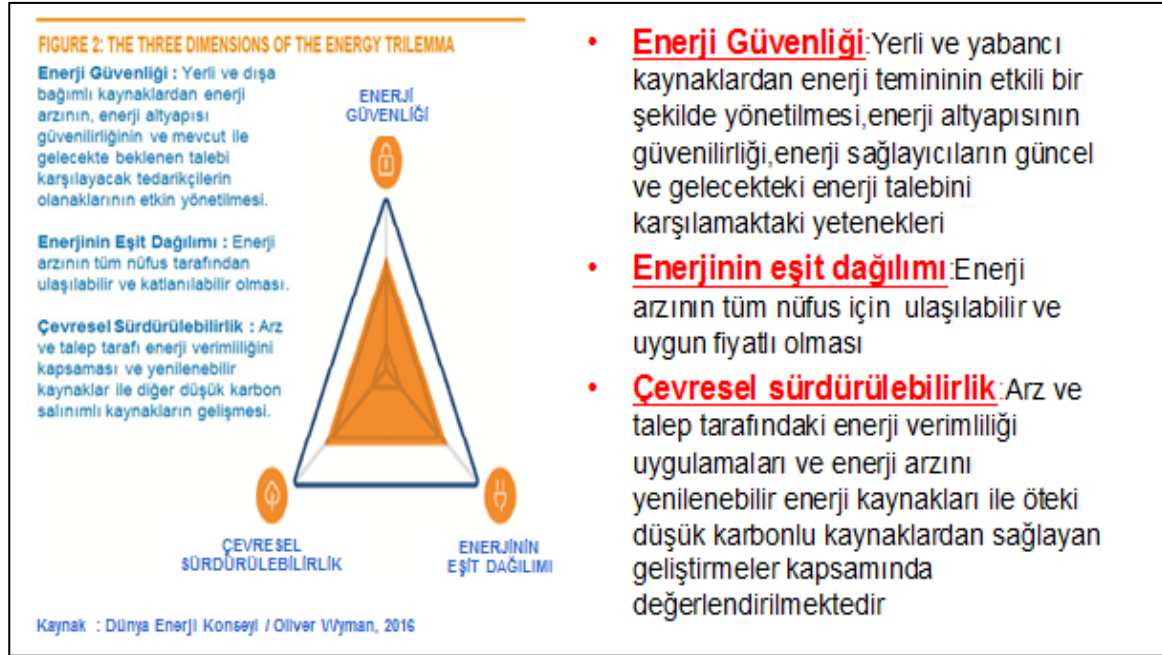 FIGURE 2: THE THREE DIMENSIONS OF THE ENERGY TRILEMMA
Enerji Güvenliği : Yerli ve dışa
bağımlı kaynaklardan enerji
arzının, enerji altyapısı
güvenilirliğinin ve mevcut ile
gelecekte beklenen talebi
karşılayacak tedarikçilerin
olanaklarının etkin yönetilmesi.
Enerjinin Eşit Dağılımı : Enerji
arzının tüm nüfus tarafından
ulaşılabilir ve katlanılabilir olması.
Çevresel Sürdürülebilirlik : Arz
ve talep tarafı enerji verimliliğini
kapsaması ve yenilenebilir
kaynaklar ile diğer düşük karbon
salınımlı kaynakların gelişmesi.
ENERJİ
GÜVENLİĞİ
ÇEVRESEL
SÜRDÜRÜLEBİLİRLİK
ENERJİNİN
EŞİT DAĞILIMI
Kaynak : Dünya Enerji Konseyi / Oliver Wyman, 2016
• Enerji Güvenliği:Yerli ve yabancı
kaynaklardan enerji temininin etkili bir
şekilde yönetilmesi,enerji altyapısının
güvenilirliği,enerji sağlayıcıların güncel
ve gelecekteki enerji talebini
karşılamaktaki yetenekleri
• Enerjinin eşit dağılımı:Enerji
arzının tüm nüfus için ulaşılabilir ve
uygun fiyatlı olması
• Çevresel sürdürülebilirlik:Arz ve
talep tarafındaki enerji verimliliği
uygulamaları ve enerji arzını
yenilenebilir enerji kaynakları ile öteki
düşük karbonlu kaynaklardan sağlayan
geliştirmeler kapsamında
değerlendirilmektedir